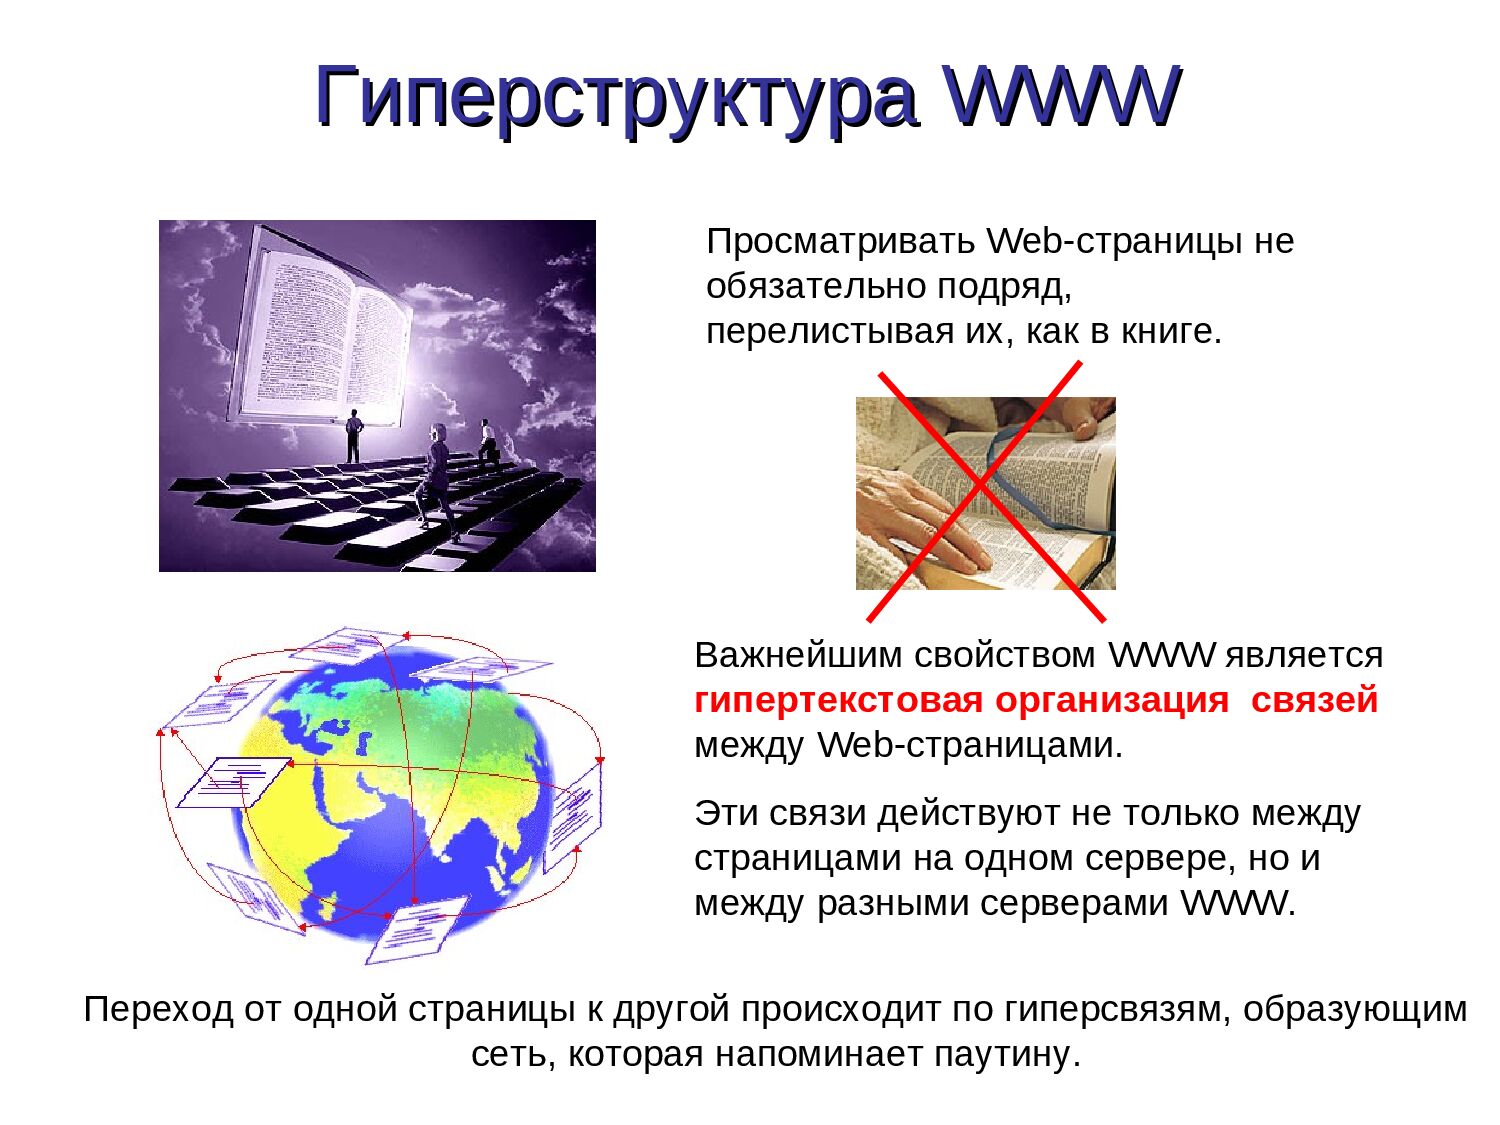 Гиперструктура WWW
Просматривать Web-страницы не
обязательно подряд,
перелистывая их, как в книге.
Важнейшим свойством WWW является
гипертекстовая организация  связей
между Web-страницами.
Эти связи действуют не только между
страницами на одном сервере, но и
между разными серверами WWW.
Переход от одной страницы к другой происходит по гиперсвязям, образующим
сеть, которая напоминает паутину.